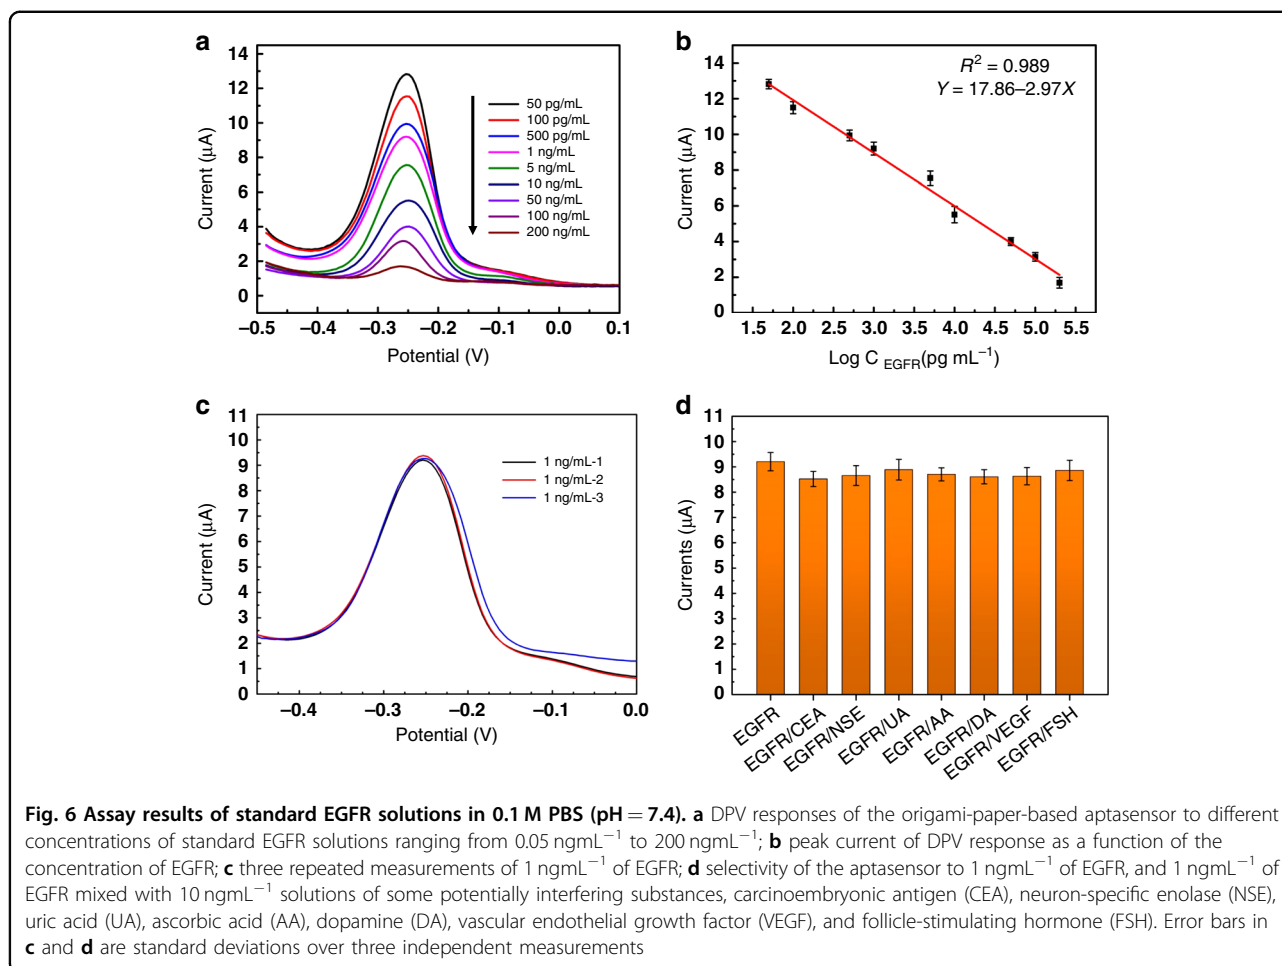 a
14
12
10
8
6
4
2
0
Current (μA)
50 pg/mL
100 pg/mL
500 pg/mL
1 ng/mL
5 ng/mL
10 ng/mL
50 ng/mL
100 ng/mL
200 ng/mL
–0.5 –0.4 –0.3 –0.2 –0.1 0.0 0.1
Potential (V)
b
14
12
10
8
6
4
2
0
Current (μA)
R² = 0.989
Y = 17.86–2.97X
1.5 2.0 2.5 3.0 3.5 4.0 4.5 5.0 5.5
Log C EGFR(pg mL⁻¹)
c
11
10
9
8
7
6
5
4
3
2
1
0
Current (μA)
1 ng/mL-1
1 ng/mL-2
1 ng/mL-3
–0.4 –0.3 –0.2 –0.1 0.0
Potential (V)
d
11
10
9
8
7
6
5
4
3
2
1
0
Currents (μA)
EGFR
EGFR/CEA
EGFR/NSE
EGFR/UA
EGFR/AA
EGFR/DA
EGFR/VEGF
EGFR/FSH
Fig. 6 Assay results of standard EGFR solutions in 0.1 M PBS (pH = 7.4). a DPV responses of the origami-paper-based aptasensor to different
concentrations of standard EGFR solutions ranging from 0.05 ngmL⁻¹ to 200 ngmL⁻¹; b peak current of DPV response as a function of the
concentration of EGFR; c three repeated measurements of 1 ngmL⁻¹ of EGFR; d selectivity of the aptasensor to 1 ngmL⁻¹ of EGFR, and 1 ngmL⁻¹ of
EGFR mixed with 10 ngmL⁻¹ solutions of some potentially interfering substances, carcinoembryonic antigen (CEA), neuron-specific enolase (NSE),
uric acid (UA), ascorbic acid (AA), dopamine (DA), vascular endothelial growth factor (VEGF), and follicle-stimulating hormone (FSH). Error bars in
c and d are standard deviations over three independent measurements